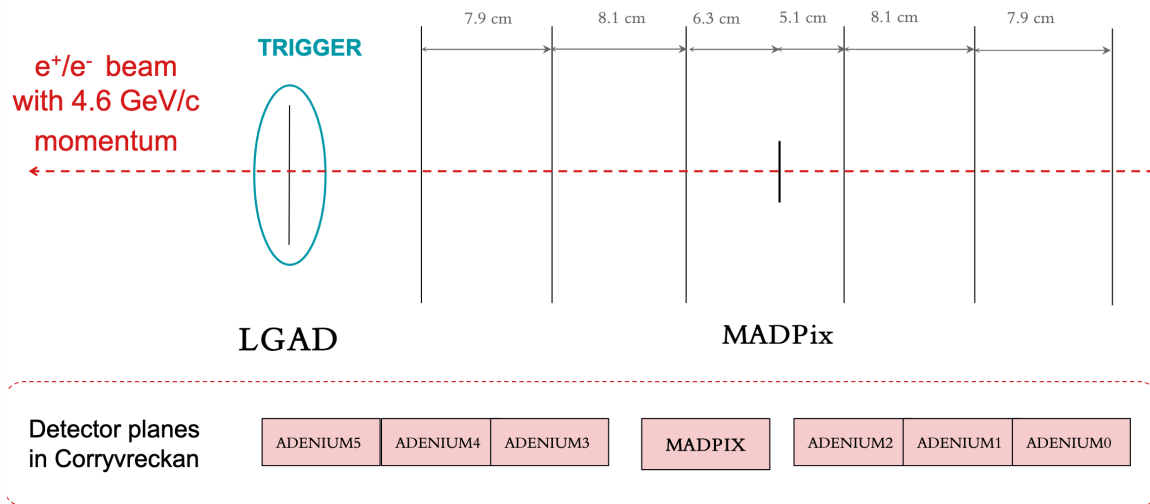 7.9 cm
8.1 cm
6.3 cm
5.1 cm
8.1 cm
7.9 cm
TRIGGER
e+/e- beam
with 4.6 GeV/c
momentum
LGAD
MADPix
Detector planes
in Corryvreckan
ADENIUM5
ADENIUM4
ADENIUM3
MADPIX
ADENIUM2
ADENIUM1
ADENIUM0